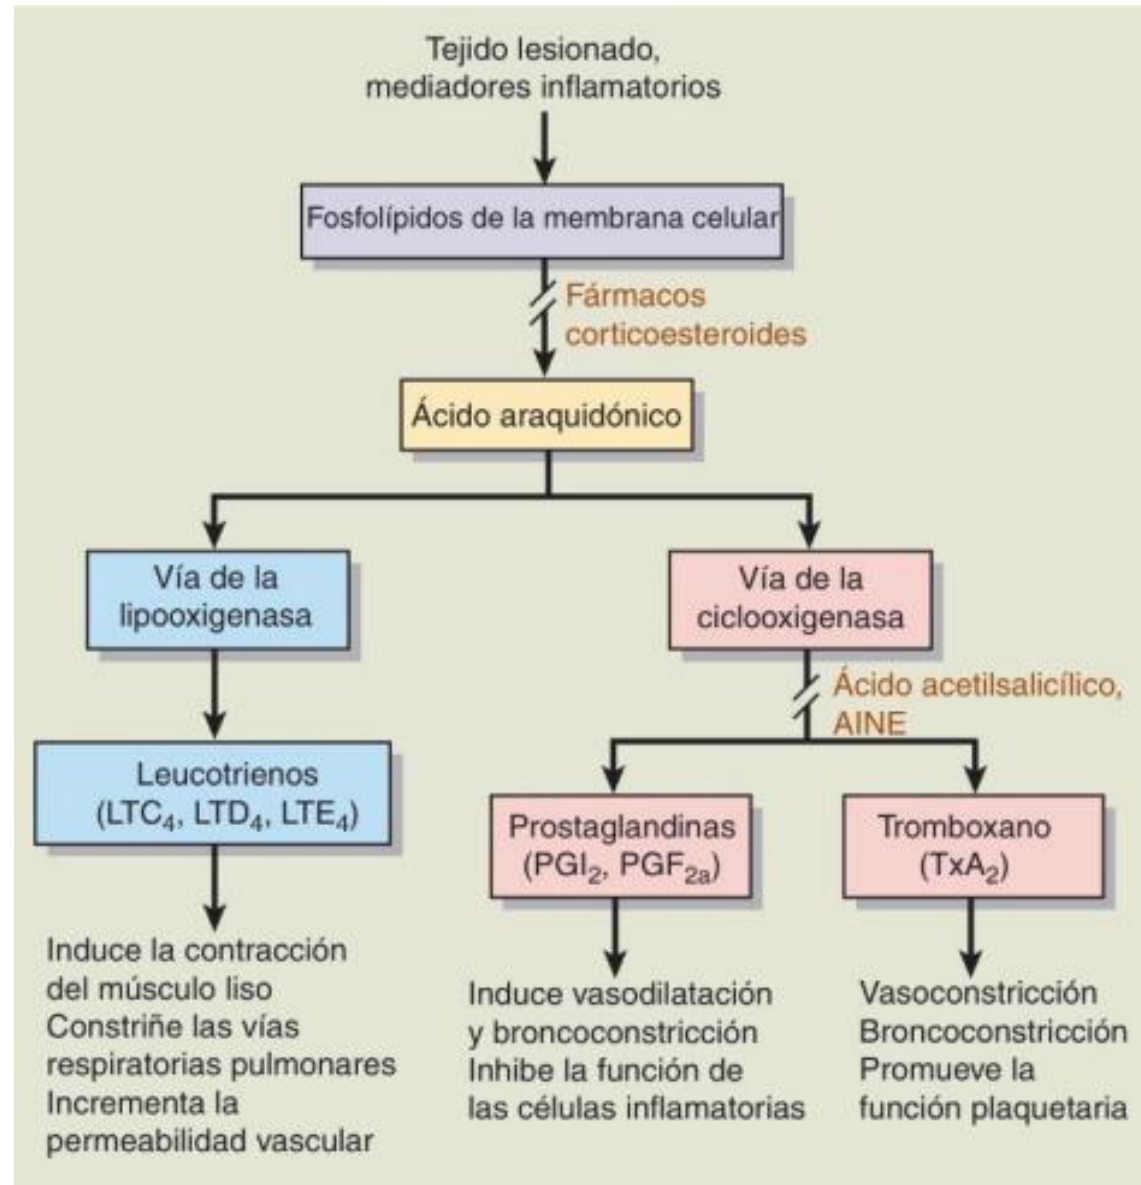 Tejido lesionado,
mediadores inflamatorios
Fosfolípidos de la membrana celular
Fármacos
corticoesteroides
Ácido araquidónico
Vía de la
lipooxigenasa
Vía de la
ciclooxigenasa
Ácido acetilsalicílico,
AINE
Leucotrienos
(LTC₄, LTD₄, LTE₄)
Prostaglandinas
(PGI₂, PGF₂ₐ)
Tromboxano
(TxA₂)
Induce la contracción
del músculo liso
Constriñe las vías
respiratorias pulmonares
Incrementa la
permeabilidad vascular
Induce vasodilatación
y broncoconstricción
Inhibe la función de
las células inflamatorias
Vasoconstricción
Broncoconstricción
Promueve la
función plaquetaria